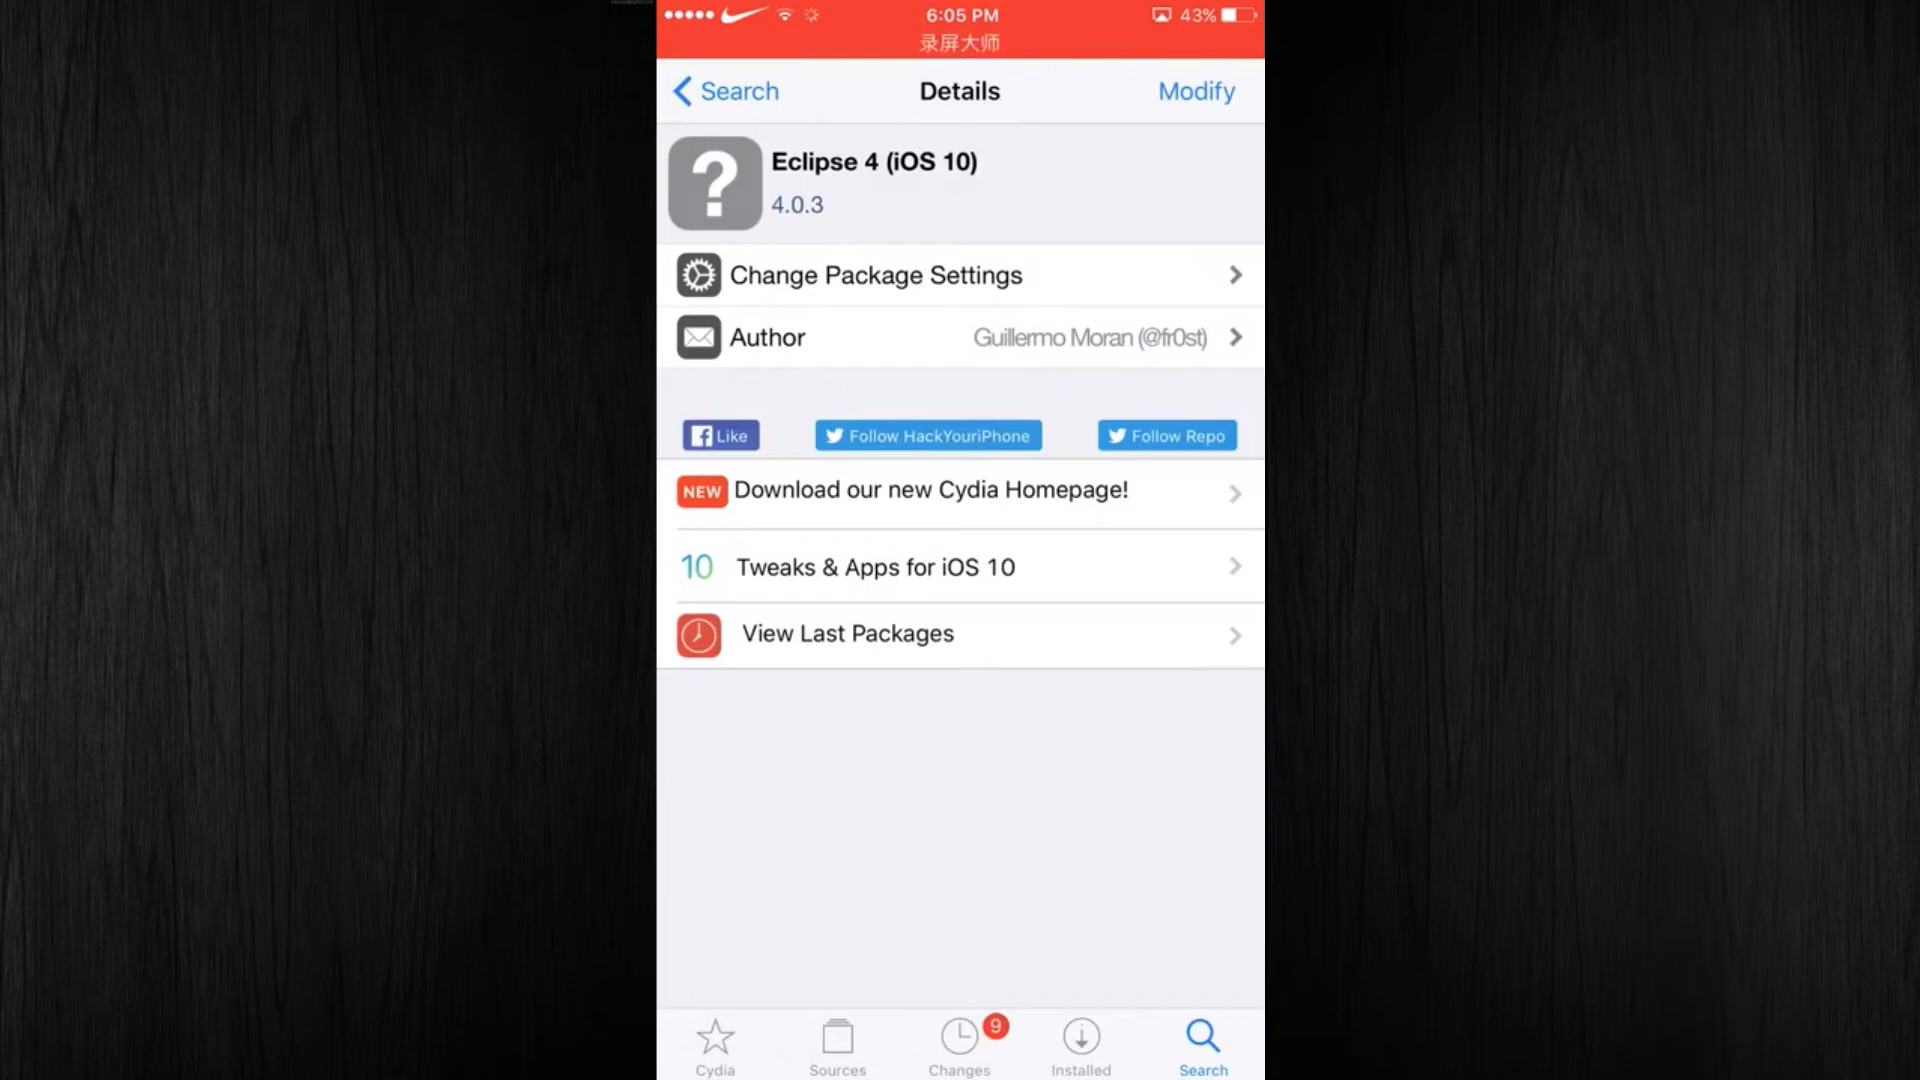 6:05 PM
43%
录屏大师
Search
Details
Modify
Eclipse 4 (iOS 10)
4.0.3
Change Package Settings
Author
Guillermo Moran (@fr0st)
Like
Follow HackYouriPhone
Follow Repo
NEW
Download our new Cydia Homepage!
10
Tweaks & Apps for iOS 10
View Last Packages
9
Cydia
Sources
Changes
Installed
Search